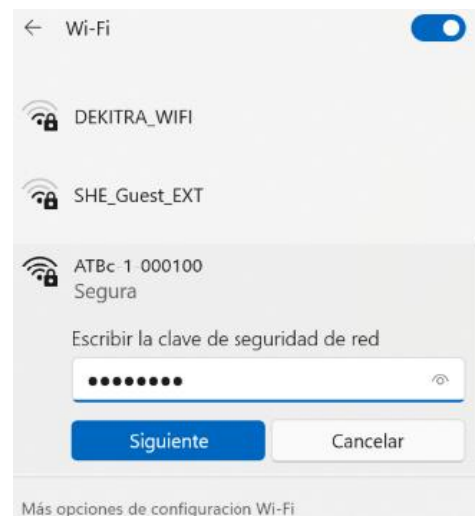 Wi-Fi
DEKITRA_WIFI
SHE_Guest_EXT
ATBc-1-000100
Segura
Escribir la clave de seguridad de red
●●●●●●●●
Siguiente Cancelar
Más opciones de configuración Wi-Fi